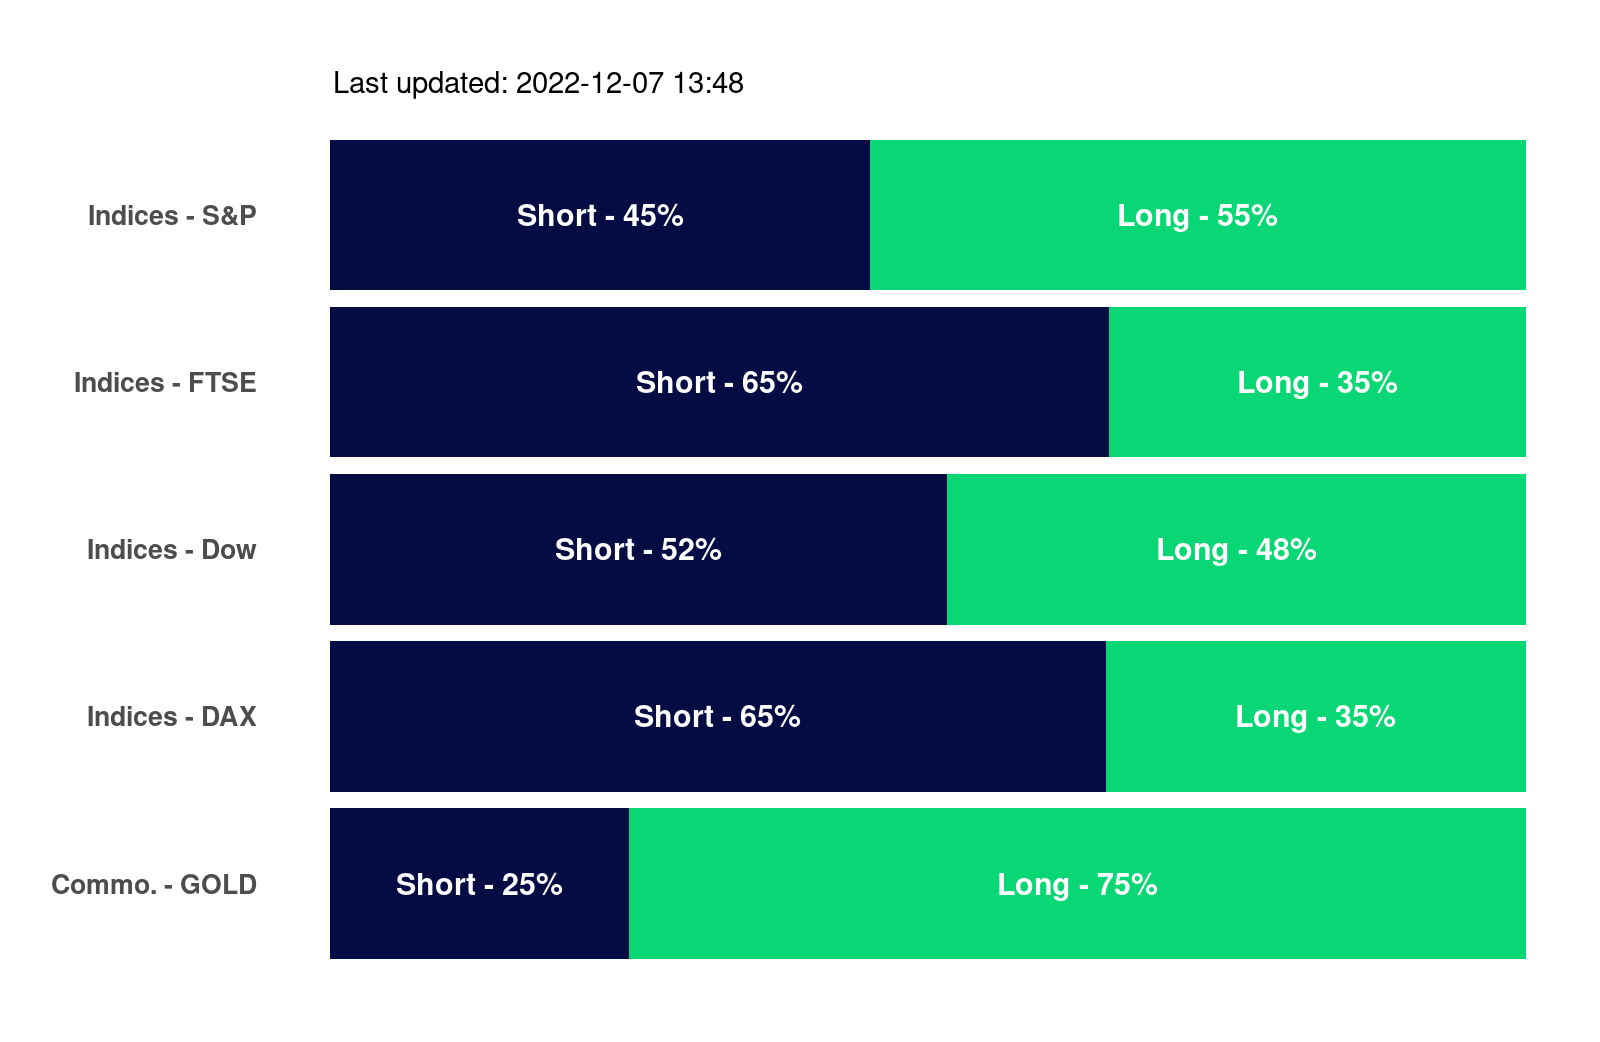 Last updated: 2022-12-07 13:48
Indices - S&P Short - 45% Long - 55%
Indices - FTSE Short - 65% Long - 35%
Indices - Dow Short - 52% Long - 48%
Indices - DAX Short - 65% Long - 35%
Commo. - GOLD Short - 25% Long - 75%